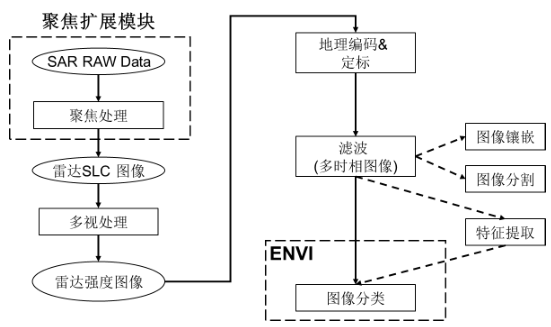 聚焦扩展模块
SAR RAW Data
聚焦处理
雷达SLC 图像
多视处理
雷达强度图像
地理编码&
定标
滤波
(多时相图像)
图像镶嵌
图像分割
特征提取
ENVI
图像分类